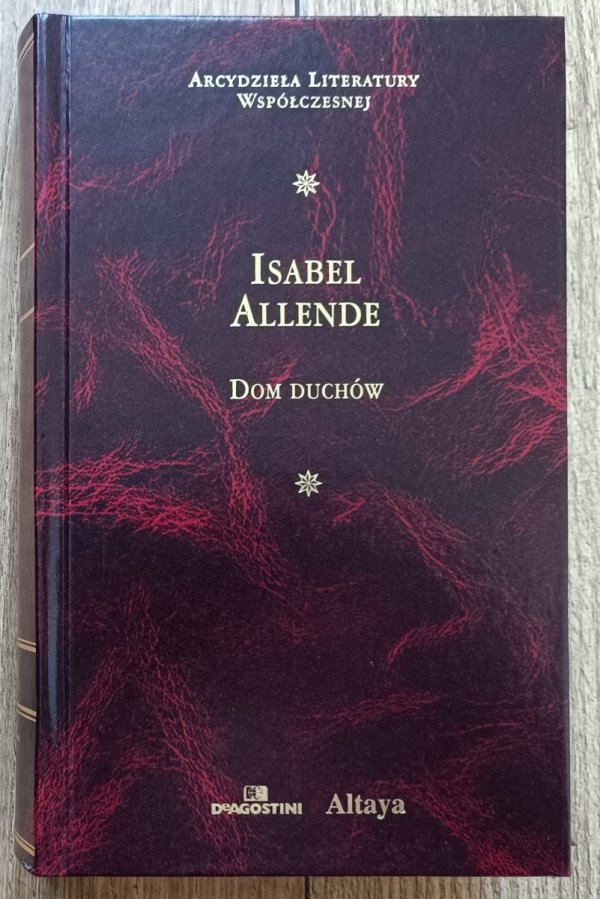 Arcydzieła Literatury
Współczesnej
Isabel
Allende
Dom duchów
DeAGOSTINI Altaya